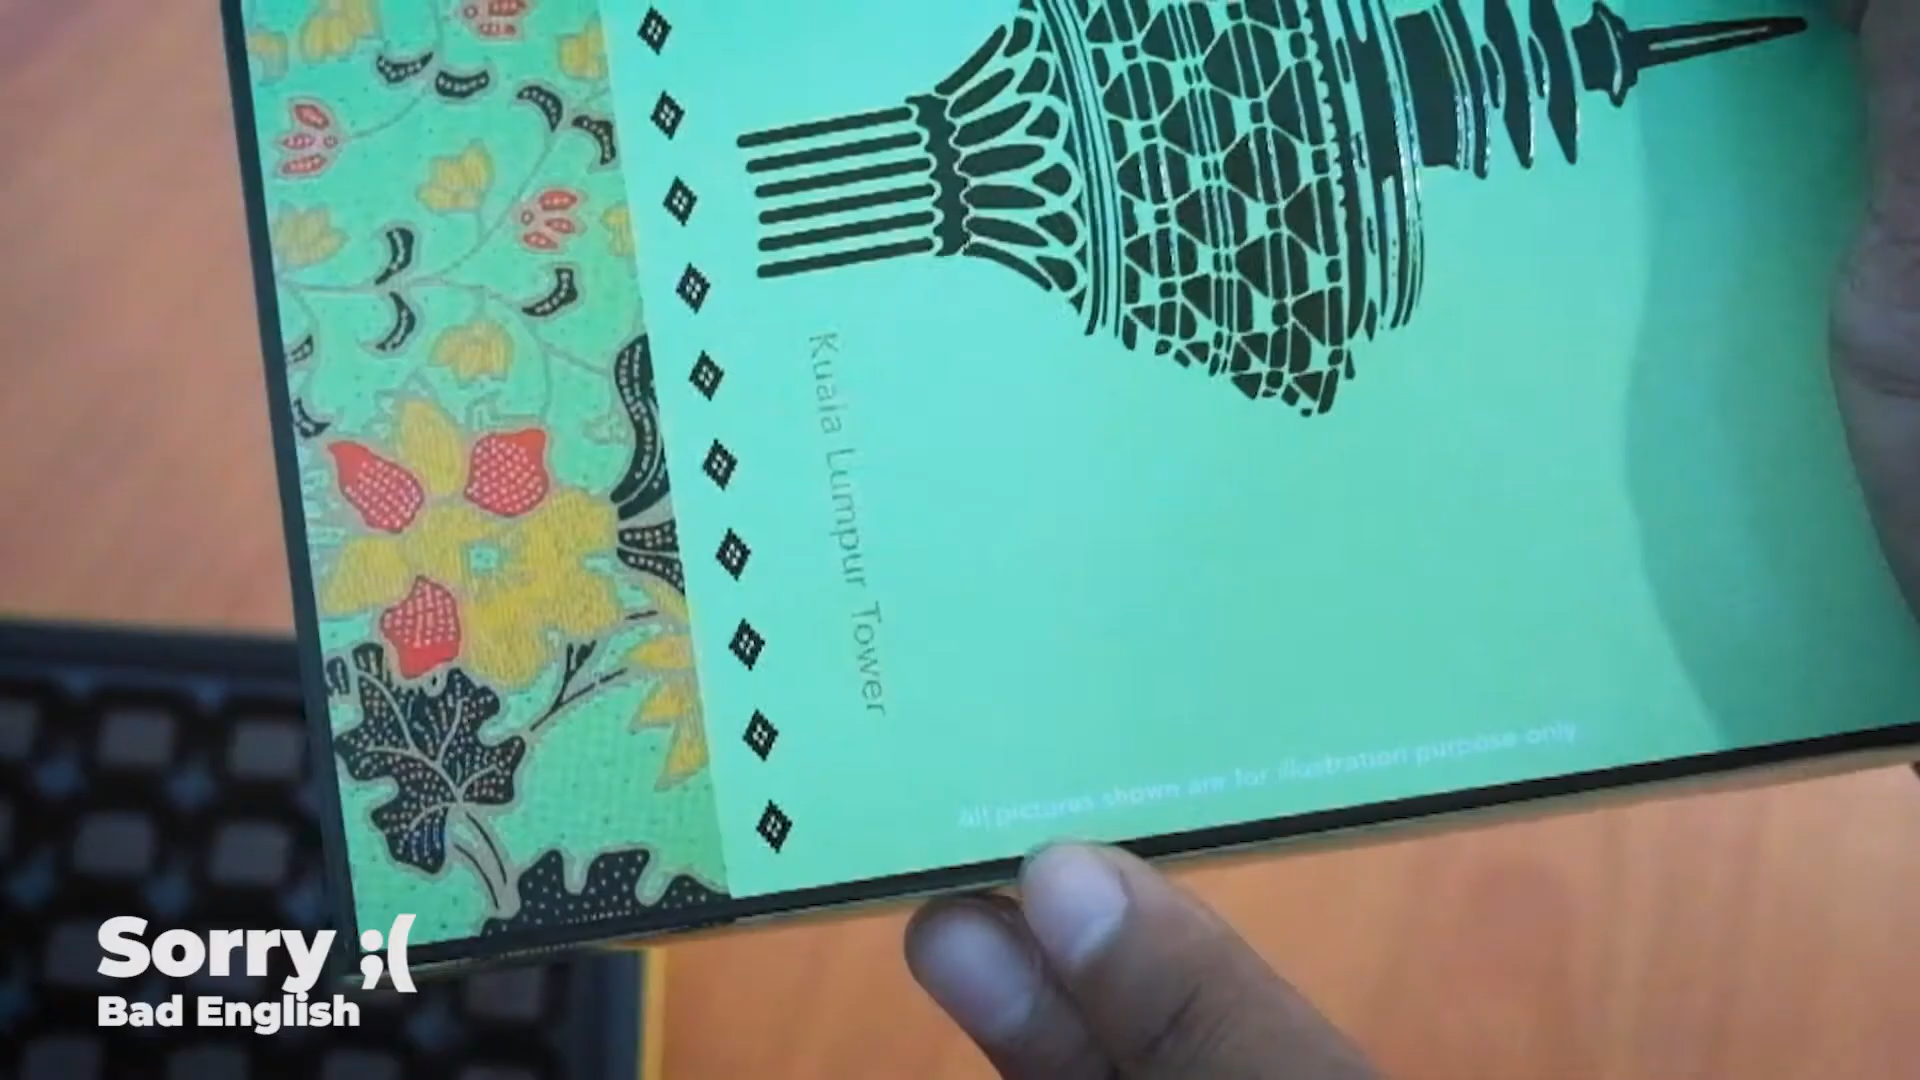 Kuala Lumpur Tower
All pictures shown are for illustration purpose only.
Sorry ;(
Bad English